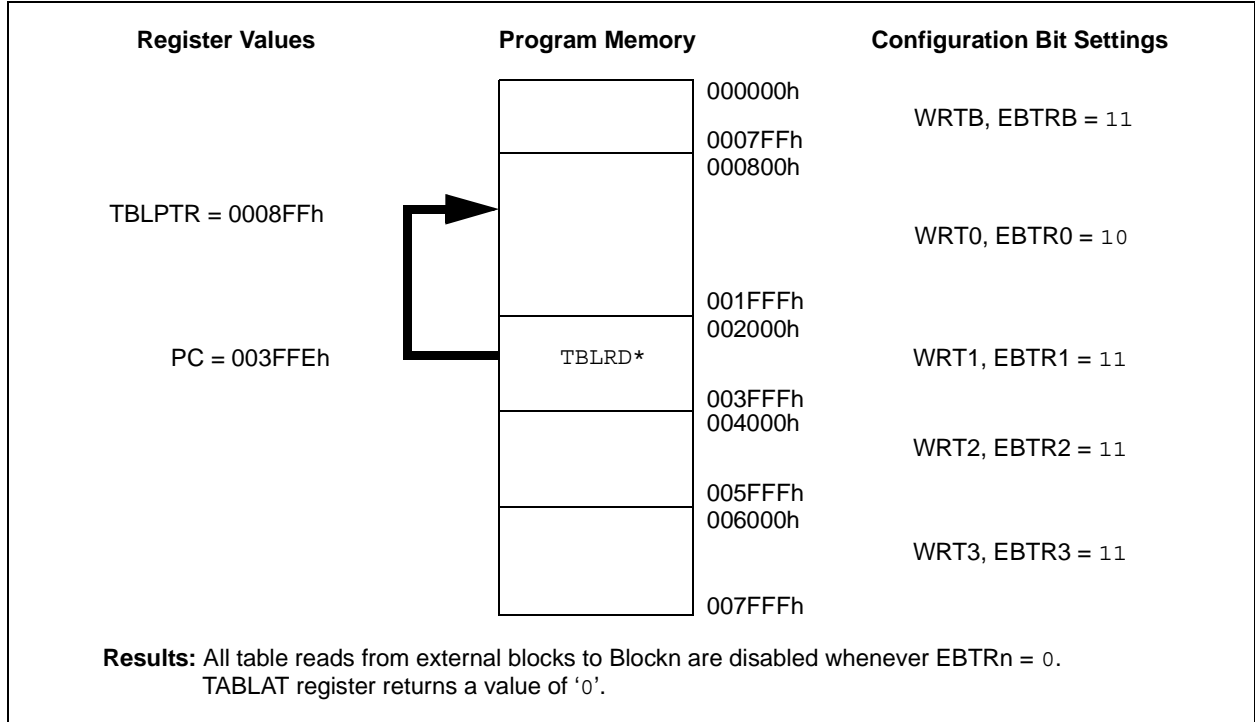 Register Values Program Memory Configuration Bit Settings
000000h
WRTB, EBTRB = 11
0007FFh
000800h
TBLPTR = 0008FFh
WRT0, EBTR0 = 10
001FFFh
002000h
PC = 003FFEh TBLRD* WRT1, EBTR1 = 11
003FFFh
004000h
WRT2, EBTR2 = 11
005FFFh
006000h
WRT3, EBTR3 = 11
007FFFh
Results: All table reads from external blocks to Blockn are disabled whenever EBTRn = 0.
TABLAT register returns a value of ‘0’.